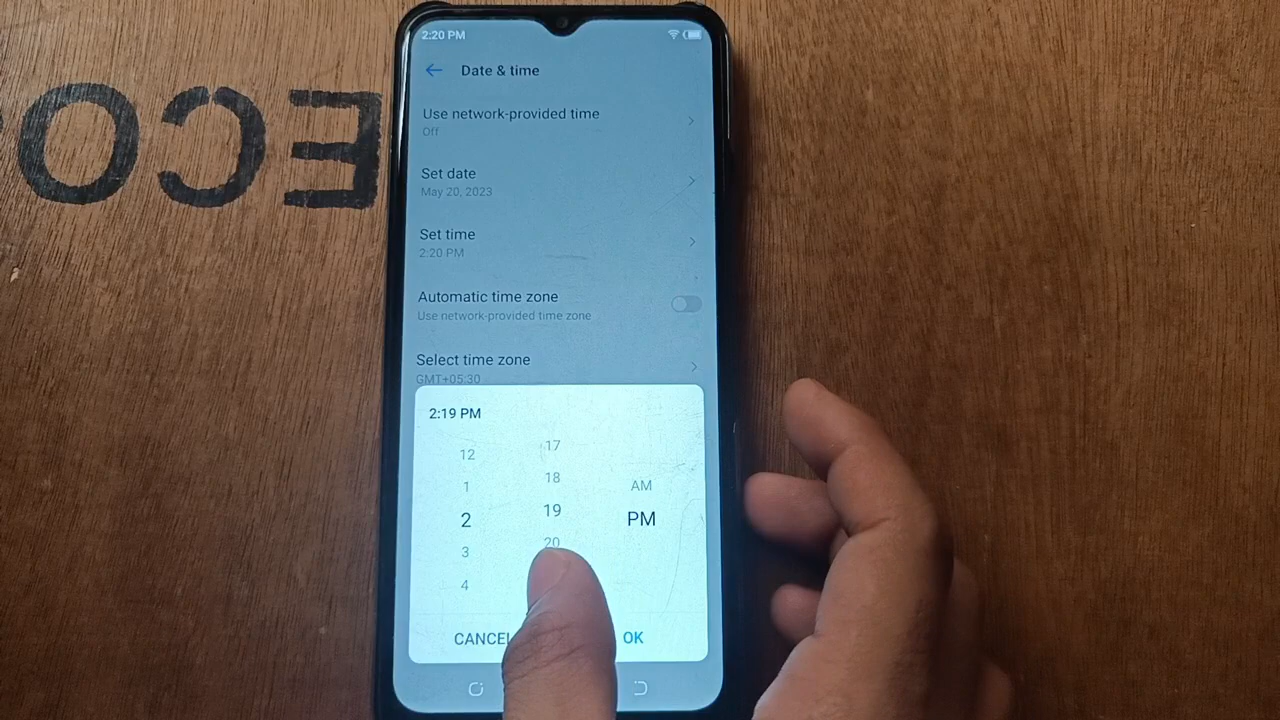 ECO
2:20 PM
Date & time
Use network-provided time
Off
Set date
May 20, 2023
Set time
2:20 PM
Automatic time zone
Use network-provided time zone
Select time zone
GMT+05:30
2:19 PM
12 17
1 18 AM
2 19 PM
3 20
4
CANCEL OK